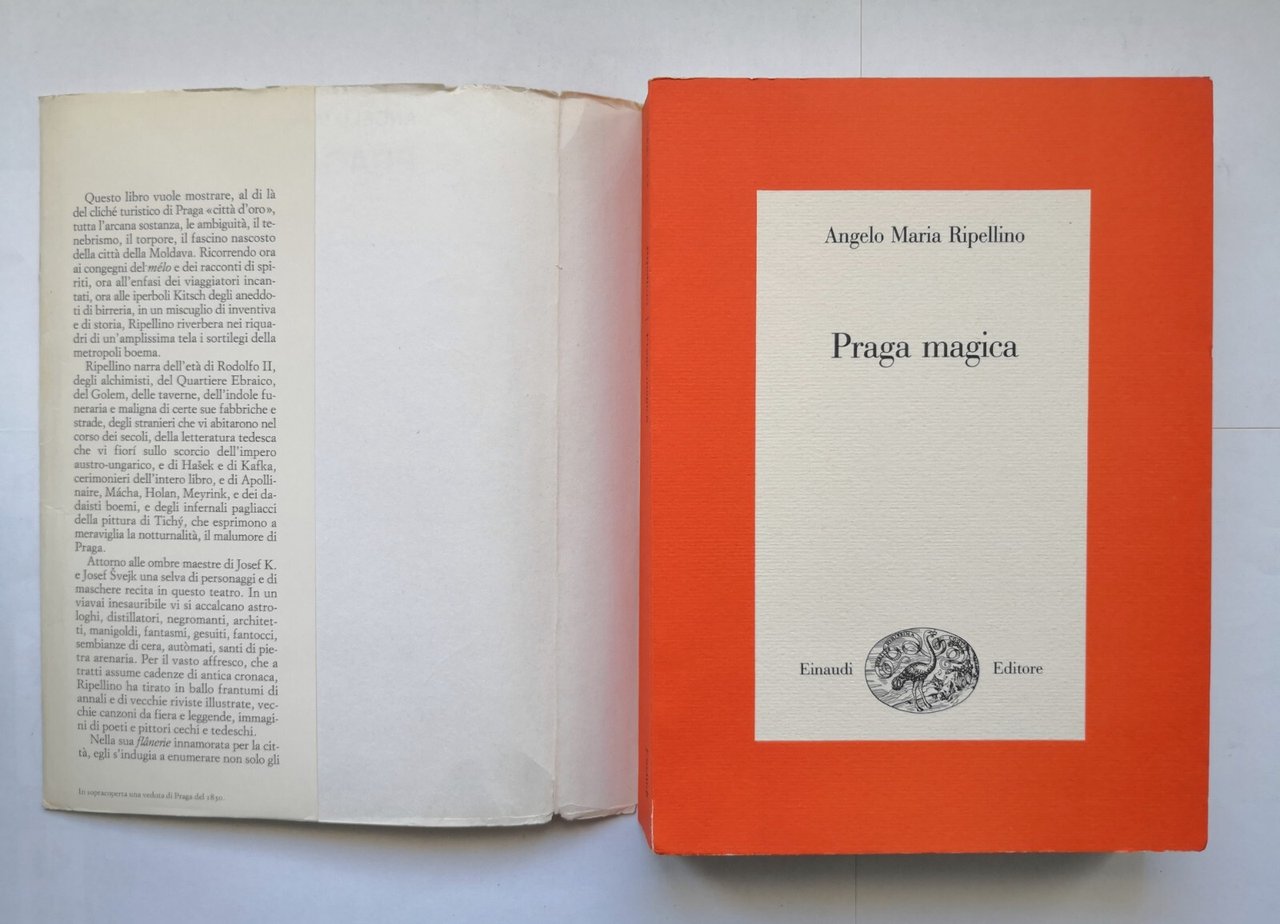 Questo libro vuole mostrare, al di là
del cliché turistico di Praga «città d'oro»,
tutta l'arcana sostanza, le ambiguità, il te-
nebrismo, il torpore, il fascino nascosto
della città della Moldava. Ricorrendo ora
ai congegni del mélo e dei racconti di spi-
riti, ora all'enfasi dei viaggiatori incan-
tati, ora alle iperboli Kitsch degli aneddo-
ti di birreria, in un miscuglio di inventiva
e di storia, Ripellino riverbera nei riqua-
dri di un'amplissima tela i sortilegi della
metropoli boema.
Ripellino narra dell'età di Rodolfo II,
degli alchimisti, del Quartiere Ebraico,
del Golem, delle taverne, dell'indole fu-
neraria e maligna di certe sue fabbriche e
strade, degli stranieri che vi abitarono nel
corso dei secoli, della letteratura tedesca
che vi fiorí sullo scorcio dell'impero
austro-ungarico, e di Hašek e di Kafka,
cerimonieri dell'intero libro, e di Apolli-
naire, Mácha, Holan, Meyrink, e dei da-
daisti boemi, e degli infernali pagliacci
della pittura di Tichý, che esprimono a
meraviglia la notturnalità, il malumore di
Praga.
Attorno alle ombre maestre di Josef K.
e Josef Švejk una selva di personaggi e di
maschere recita in questo teatro. In un
viavai inesauribile vi si accalcano astro-
loghi, distillatori, negromanti, architet-
ti, manigoldi, fantasmi, gesuiti, fantocci,
sembianze di cera, autòmati, santi di pie-
tra arenaria. Per il vasto affresco, che a
tratti assume cadenze di antica cronaca,
Ripellino ha tirato in ballo frantumi di
annali e di vecchie riviste illustrate, vec-
chie canzoni da fiera e leggende, immagi-
ni di poeti e pittori cechi e tedeschi.
Nella sua flânerie innamorata per la cit-
tà, egli s'indugia a enumerare non solo gli
In sopracoperta una veduta di Praga del 1830.
Angelo Maria Ripellino
Praga magica
Einaudi Editore